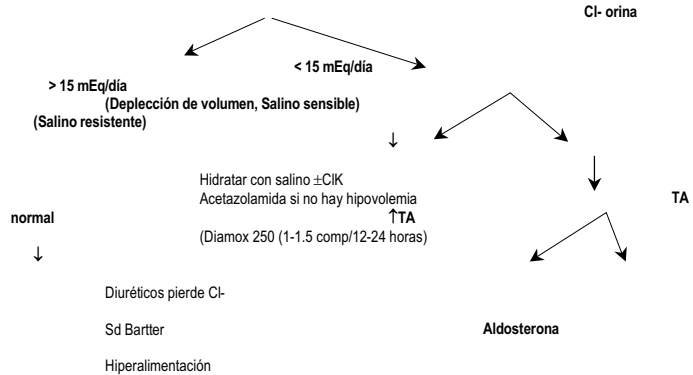 Cl- orina
< 15 mEq/día
> 15 mEq/día
(Deplección de volumen, Salino sensible)
(Salino resistente)
↓
Hidratar con salino ±ClK
Acetazolamida si no hay hipovolemia
TA
normal
↑TA
(Diamox 250 (1-1.5 comp/12-24 horas)
↓
Diuréticos pierde Cl-
Sd Bartter
Aldosterona
Hiperalimentación